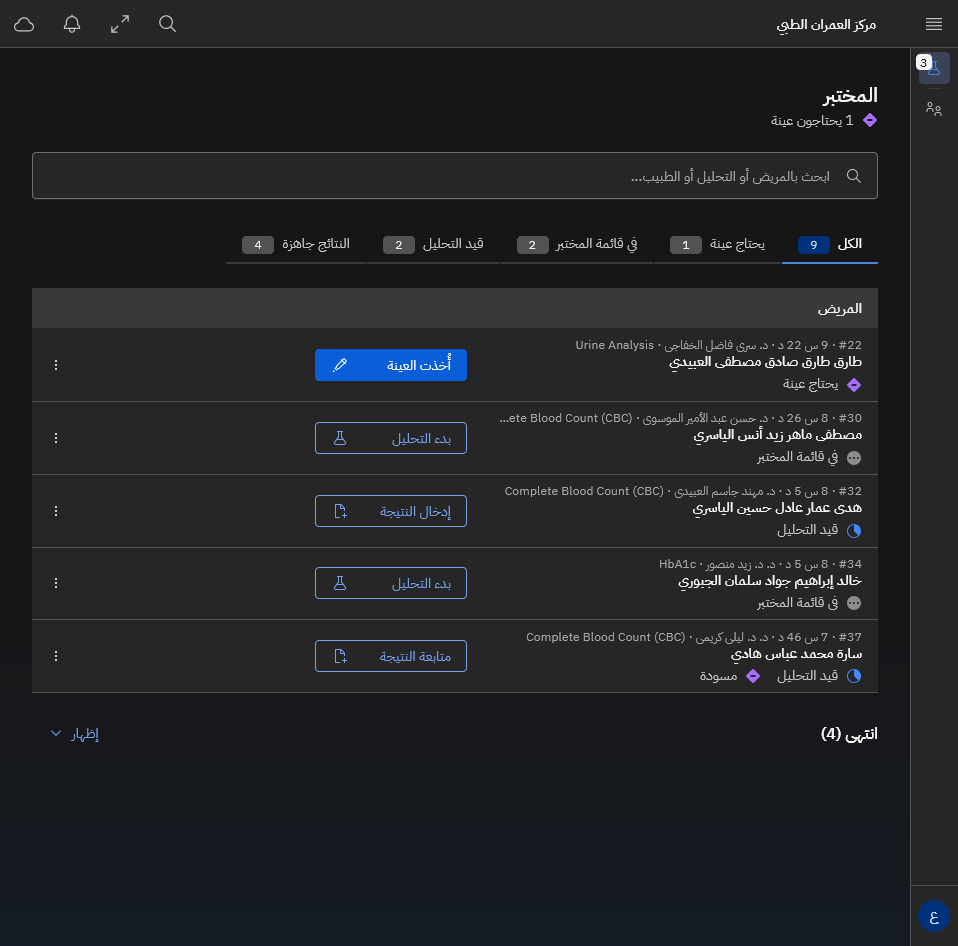 مركز العمران الطبي
3
المختبر
1 يحتاجون عينة
ابحث بالمريض أو التحليل أو الطبيب...
الكل 9
يحتاج عينة 1
في قائمة المختبر 2
قيد التحليل 2
النتائج جاهزة 4
المريض
#22 · 9 س 22 د · د. سرى فاضل الخفاجي · Urine Analysis
طارق طارق صادق مصطفى العبيدي
يحتاج عينة
أُخذت العينة
#30 · 8 س 26 د · د. حسن عبد الأمير الموسوي · ete Blood Count (CBC)...
مصطفى ماهر زيد أنس الياسري
في قائمة المختبر
بدء التحليل
#32 · 8 س 5 د · د. مهند جاسم العبيدي · Complete Blood Count (CBC)
هدى عمار عادل حسين الياسري
قيد التحليل
إدخال النتيجة
#34 · 8 س 5 د · د. د. زيد منصور · HbA1c
خالد إبراهيم جواد سلمان الجبوري
في قائمة المختبر
بدء التحليل
#37 · 7 س 46 د · د. د. ليلى كريمي · Complete Blood Count (CBC)
سارة محمد عباس هادي
قيد التحليل مسودة
متابعة النتيجة
انتهى (4)
إظهار
ع